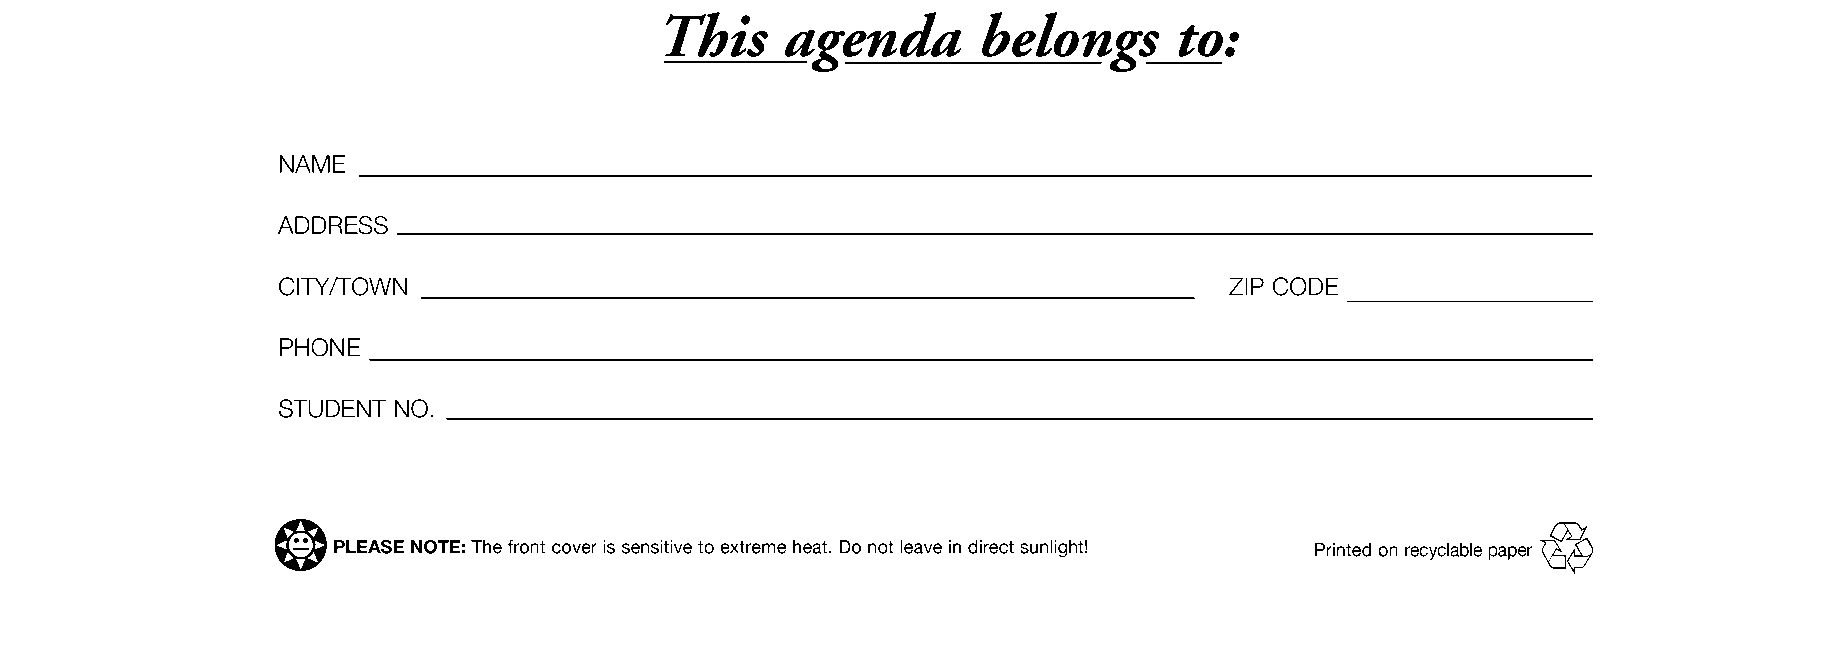 This agenda belongs to:
NAME
ADDRESS
CITY/TOWN ZIP CODE
PHONE
STUDENT NO.
PLEASE NOTE: The front cover is sensitive to extreme heat. Do not leave in direct sunlight!
Printed on recyclable paper